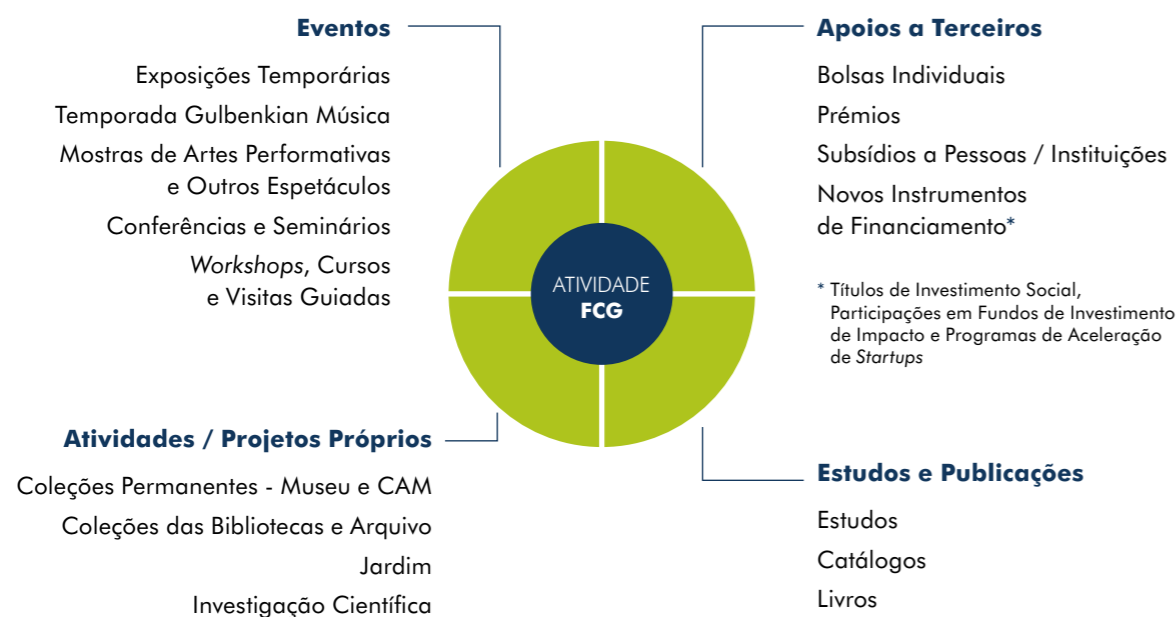 Eventos
Exposições Temporárias
Temporada Gulbenkian Música
Mostras de Artes Performativas
e Outros Espetáculos
Conferências e Seminários
Workshops, Cursos
e Visitas Guiadas
Apoios a Terceiros
Bolsas Individuais
Prémios
Subsídios a Pessoas / Instituições
Novos Instrumentos
de Financiamento*
* Títulos de Investimento Social,
Participações em Fundos de Investimento
de Impacto e Programas de Aceleração
de Startups
ATIVIDADE
FCG
Atividades / Projetos Próprios
Coleções Permanentes - Museu e CAM
Coleções das Bibliotecas e Arquivo
Jardim
Investigação Científica
Estudos e Publicações
Estudos
Catálogos
Livros